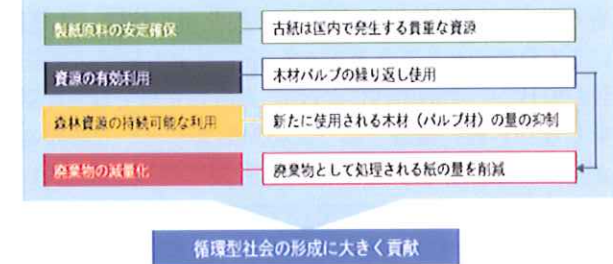 製紙原料の安定確保
古紙は国内で発生する貴重な資源
資源の有効利用
木材パルプの繰り返し使用
森林資源の持続可能な利用
新たに使用される木材（パルプ材）の量の抑制
廃棄物の減量化
廃棄物として処理される紙の量を削減
循環型社会の形成に大きく貢献